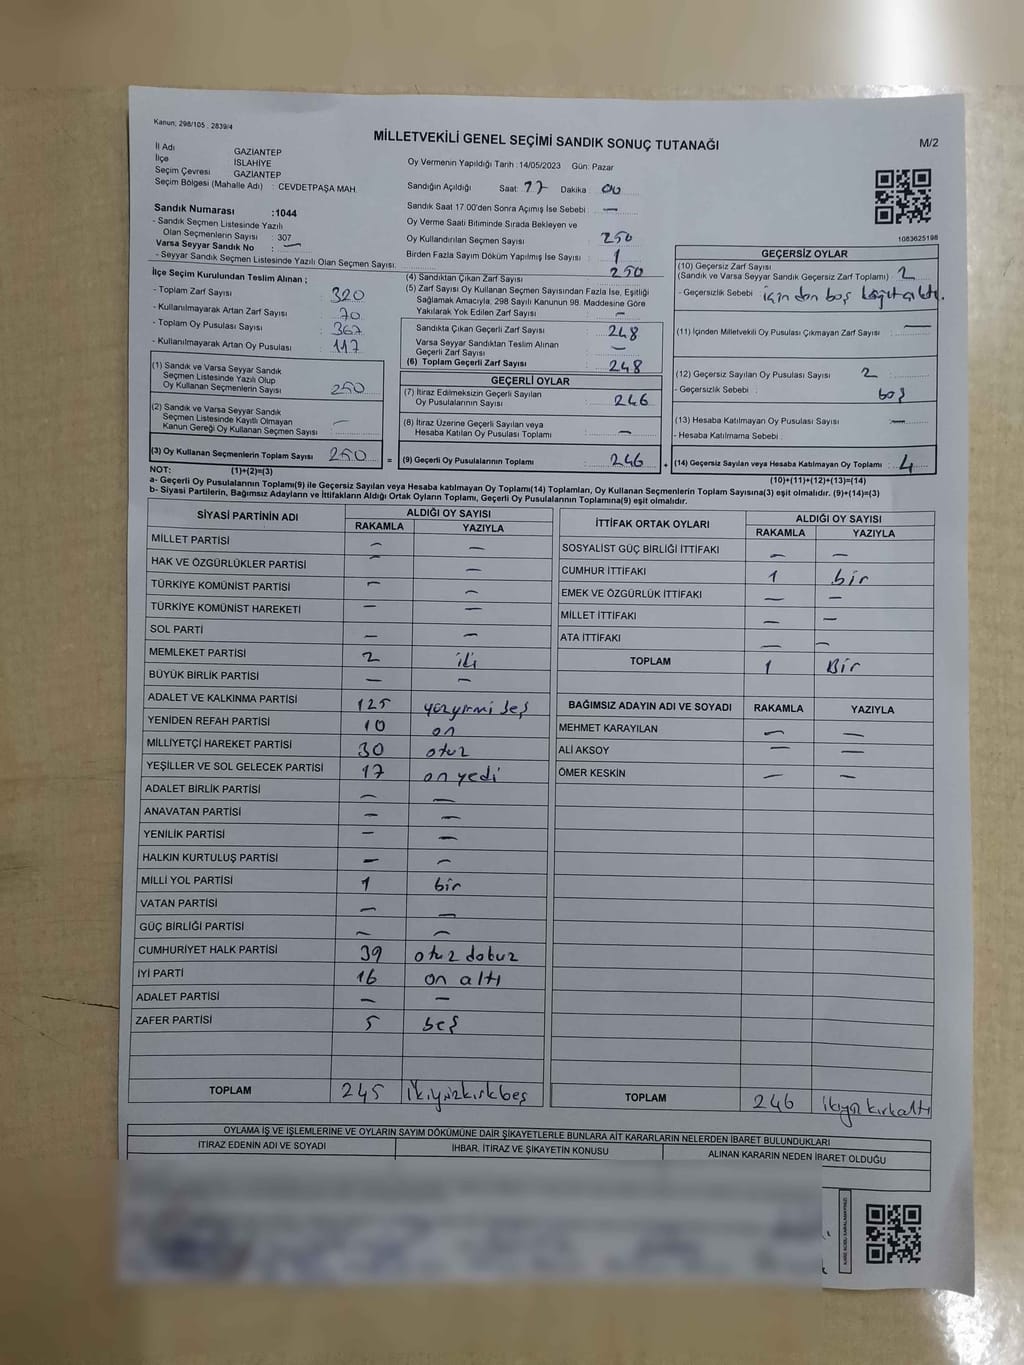 Kanun: 298/105 , 2839/4
MİLLETVEKİLİ GENEL SEÇİMİ SANDIK SONUÇ TUTANAĞI
M/2
İl Adı GAZİANTEP
İlçe İSLAHİYE
Seçim Çevresi GAZİANTEP
Seçim Bölgesi (Mahalle Adı) : CEVDETPAŞA MAH.
Oy Vermenin Yapıldığı Tarih :14/05/2023 Gün: Pazar
Sandığın Açıldığı Saat: 17 Dakika : 00
Sandık Saat 17.00'den Sonra Açımış İse Sebebi : —
Oy Verme Saati Bitiminde Sırada Bekleyen ve
Oy Kullandırılan Seçmen Sayısı : 250
Birden Fazla Sayım Döküm Yapılmış İse Sayısı : 1
1083625198
Sandık Numarası :1044
- Sandık Seçmen Listesinde Yazılı
Olan Seçmenlerin Sayısı : 307
Varsa Seyyar Sandık No : —
- Seyyar Sandık Seçmen Listesinde Yazılı Olan Seçmen Sayısı:
İlçe Seçim Kurulundan Teslim Alınan ;
- Toplam Zarf Sayısı : 320
- Kullanılmayarak Artan Zarf Sayısı : 70
- Toplam Oy Pusulası Sayısı : 367
- Kullanılmayarak Artan Oy Pusulası : 117
(1) Sandık ve Varsa Seyyar Sandık
Seçmen Listesinde Yazılı Olup
Oy Kullanan Seçmenlerin Sayısı : 250
(2) Sandık ve Varsa Seyyar Sandık
Seçmen Listesinde Kayıtlı Olmayan
Kanun Gereği Oy Kullanan Seçmen Sayısı : —
(3) Oy Kullanan Seçmenlerin Toplam Sayısı : 250 =
(4) Sandıktan Çıkan Zarf Sayısı : 250
(5) Zarf Sayısı Oy Kullanan Seçmen Sayısından Fazla İse, Eşitliği
Sağlamak Amacıyla, 298 Sayılı Kanunun 98. Maddesine Göre
Yakılarak Yok Edilen Zarf Sayısı : —
Sandıkta Çıkan Geçerli Zarf Sayısı : 248
Varsa Seyyar Sandıktan Teslim Alınan
Geçerli Zarf Sayısı : —
(6) Toplam Geçerli Zarf Sayısı : 248
GEÇERLİ OYLAR
(7) İtiraz Edilmeksizin Geçerli Sayılan
Oy Pusulalarının Sayısı : 246
(8) İtiraz Üzerine Geçerli Sayılan veya
Hesaba Katılan Oy Pusulası Toplamı : —
(9) Geçerli Oy Pusulalarının Toplamı : 246 +
GEÇERSİZ OYLAR
(10) Geçersiz Zarf Sayısı
(Sandık ve Varsa Seyyar Sandık Geçersiz Zarf Toplamı) : 2
- Geçersizlik Sebebi : içinden boş kağıt çıktı.
(11) İçinden Milletvekili Oy Pusulası Çıkmayan Zarf Sayısı : —
(12) Geçersiz Sayılan Oy Pusulası Sayısı : 2
- Geçersizlik Sebebi : boş
(13) Hesaba Katılmayan Oy Pusulası Sayısı : —
- Hesaba Katılmama Sebebi :
(14) Geçersiz Sayılan veya Hesaba Katılmayan Oy Toplamı : 4
NOT: (1)+(2)=(3) (10)+(11)+(12)+(13)=(14)
a- Geçerli Oy Pusulalarının Toplamı(9) ile Geçersiz Sayılan veya Hesaba Katılmayan Oy Toplamı(14) Toplamları, Oy Kullanan Seçmenlerin Toplam Sayısına(3) eşit olmalıdır. (9)+(14)=(3)
b- Siyasi Partilerin, Bağımsız Adayların ve İttifakların Aldığı Ortak Oyların Toplamı, Geçerli Oy Pusulalarının Toplamına(9) eşit olmalıdır.
SİYASİ PARTİNİN ADI ALDIĞI OY SAYISI
RAKAMLA YAZIYLA
MİLLET PARTİSİ — —
HAK VE ÖZGÜRLÜKLER PARTİSİ — —
TÜRKİYE KOMÜNİST PARTİSİ — —
TÜRKİYE KOMÜNİST HAREKETİ — —
SOL PARTİ — —
MEMLEKET PARTİSİ 2 iki
BÜYÜK BİRLİK PARTİSİ — —
ADALET VE KALKINMA PARTİSİ 125 yüzyirmi beş
YENİDEN REFAH PARTİSİ 10 on
MİLLİYETÇİ HAREKET PARTİSİ 30 otuz
YEŞİLLER VE SOL GELECEK PARTİSİ 17 on yedi
ADALET BİRLİK PARTİSİ — —
ANAVATAN PARTİSİ — —
YENİLİK PARTİSİ — —
HALKIN KURTULUŞ PARTİSİ — —
MİLLİ YOL PARTİSİ 1 bir
VATAN PARTİSİ — —
GÜÇ BİRLİĞİ PARTİSİ — —
CUMHURİYET HALK PARTİSİ 39 otuz dokuz
İYİ PARTİ 16 on altı
ADALET PARTİSİ — —
ZAFER PARTİSİ 5 beş
TOPLAM 245 İkiyüzkırkbeş
İTTİFAK ORTAK OYLARI ALDIĞI OY SAYISI
RAKAMLA YAZIYLA
SOSYALİST GÜÇ BİRLİĞİ İTTİFAKI — —
CUMHUR İTTİFAKI 1 bir
EMEK VE ÖZGÜRLÜK İTTİFAKI — —
MİLLET İTTİFAKI — —
ATA İTTİFAKI — —
TOPLAM 1 Bir
BAĞIMSIZ ADAYIN ADI VE SOYADI RAKAMLA YAZIYLA
MEHMET KARAYILAN — —
ALİ AKSOY — —
ÖMER KESKİN — —
TOPLAM 246 ikiyüzkırkaltı
OYLAMA İŞ VE İŞLEMLERİNE VE OYLARIN SAYIM DÖKÜMÜNE DAİR ŞİKAYETLERLE BUNLARA AİT KARARLARIN NELERDEN İBARET BULUNDUKLARI
İTİRAZ EDENİN ADI VE SOYADI İHBAR, İTİRAZ VE ŞİKAYETİN KONUSU ALINAN KARARIN NEDEN İBARET OLDUĞU